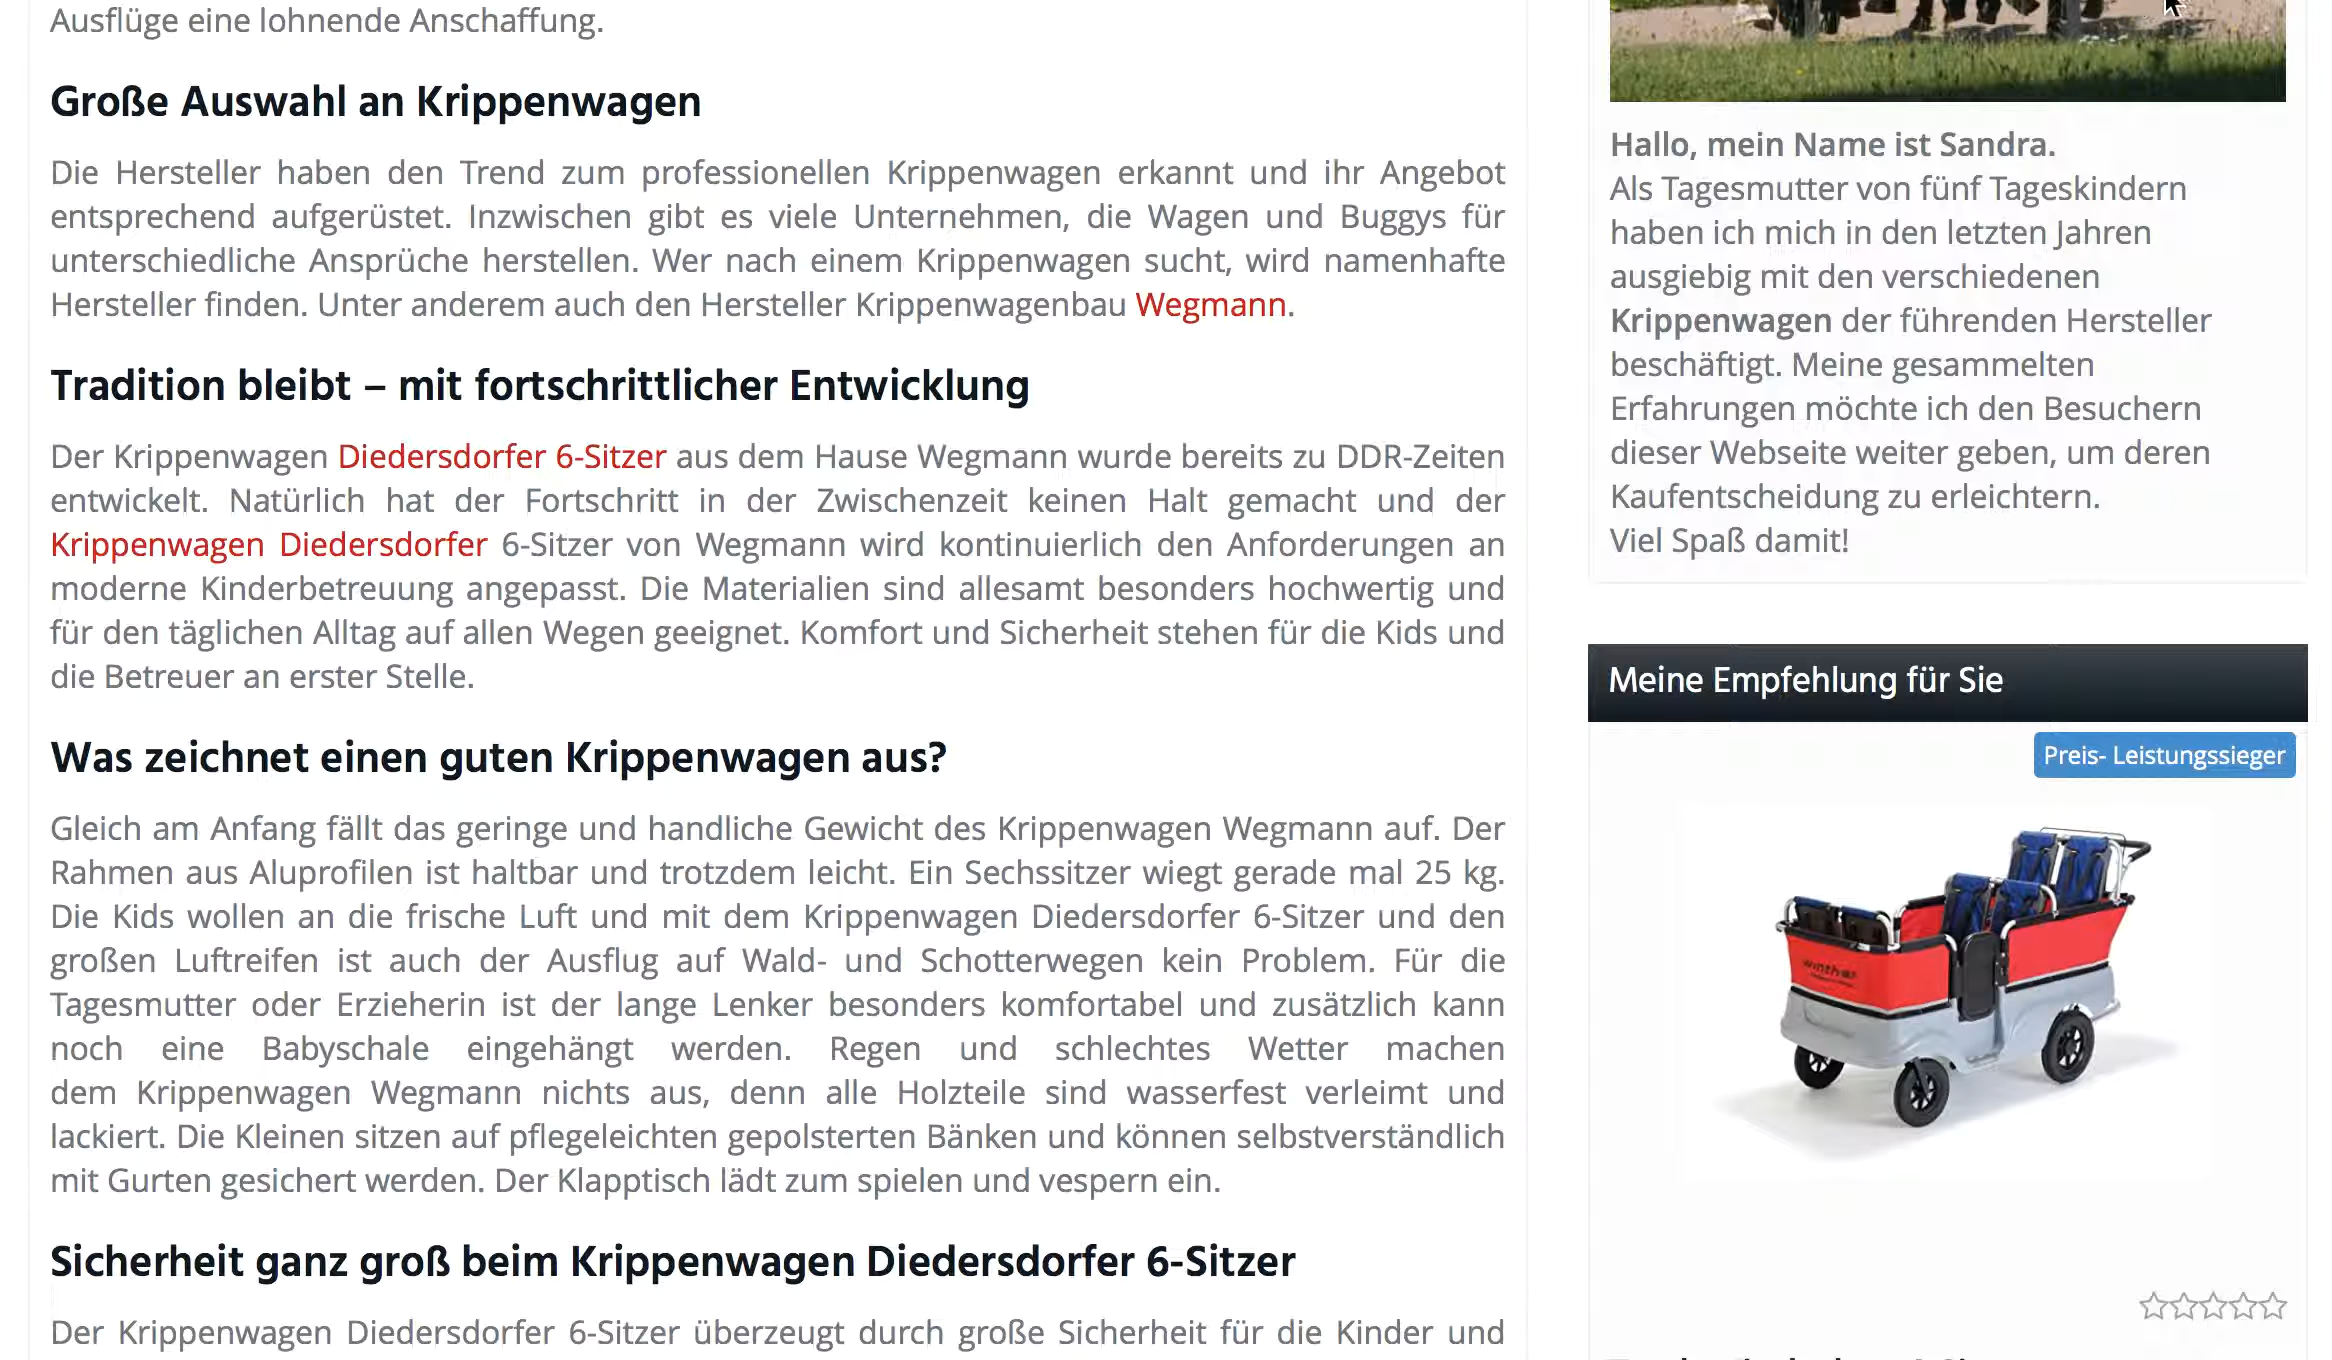 Ausflüge eine lohnende Anschaffung.
Große Auswahl an Krippenwagen
Die Hersteller haben den Trend zum professionellen Krippenwagen erkannt und ihr Angebot
entsprechend aufgerüstet. Inzwischen gibt es viele Unternehmen, die Wagen und Buggys für
unterschiedliche Ansprüche herstellen. Wer nach einem Krippenwagen sucht, wird namenhafte
Hersteller finden. Unter anderem auch den Hersteller Krippenwagenbau Wegmann.
Tradition bleibt – mit fortschrittlicher Entwicklung
Der Krippenwagen Diedersdorfer 6-Sitzer aus dem Hause Wegmann wurde bereits zu DDR-Zeiten
entwickelt. Natürlich hat der Fortschritt in der Zwischenzeit keinen Halt gemacht und der
Krippenwagen Diedersdorfer 6-Sitzer von Wegmann wird kontinuierlich den Anforderungen an
moderne Kinderbetreuung angepasst. Die Materialien sind allesamt besonders hochwertig und
für den täglichen Alltag auf allen Wegen geeignet. Komfort und Sicherheit stehen für die Kids und
die Betreuer an erster Stelle.
Was zeichnet einen guten Krippenwagen aus?
Gleich am Anfang fällt das geringe und handliche Gewicht des Krippenwagen Wegmann auf. Der
Rahmen aus Aluprofilen ist haltbar und trotzdem leicht. Ein Sechssitzer wiegt gerade mal 25 kg.
Die Kids wollen an die frische Luft und mit dem Krippenwagen Diedersdorfer 6-Sitzer und den
großen Luftreifen ist auch der Ausflug auf Wald- und Schotterwegen kein Problem. Für die
Tagesmutter oder Erzieherin ist der lange Lenker besonders komfortabel und zusätzlich kann
noch eine Babyschale eingehängt werden. Regen und schlechtes Wetter machen
dem Krippenwagen Wegmann nichts aus, denn alle Holzteile sind wasserfest verleimt und
lackiert. Die Kleinen sitzen auf pflegeleichten gepolsterten Bänken und können selbstverständlich
mit Gurten gesichert werden. Der Klapptisch lädt zum spielen und vespern ein.
Sicherheit ganz groß beim Krippenwagen Diedersdorfer 6-Sitzer
Der Krippenwagen Diedersdorfer 6-Sitzer überzeugt durch große Sicherheit für die Kinder und
Hallo, mein Name ist Sandra.
Als Tagesmutter von fünf Tageskindern
haben ich mich in den letzten Jahren
ausgiebig mit den verschiedenen
Krippenwagen der führenden Hersteller
beschäftigt. Meine gesammelten
Erfahrungen möchte ich den Besuchern
dieser Webseite weiter geben, um deren
Kaufentscheidung zu erleichtern.
Viel Spaß damit!
Meine Empfehlung für Sie
Preis- Leistungssieger
winther